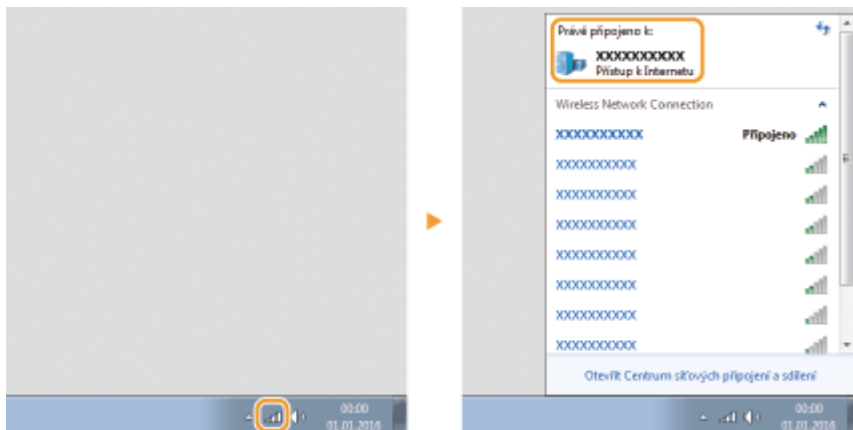 00:00
01.01.2016
Právě připojeno k:
XXXXXXXXXX
Přístup k Internetu
Wireless Network Connection
XXXXXXXXXX Připojeno
XXXXXXXXXX
XXXXXXXXXX
XXXXXXXXXX
XXXXXXXXXX
XXXXXXXXXX
XXXXXXXXXX
XXXXXXXXXX
Otevřít Centrum síťových připojení a sdílení
00:00
01.01.2016